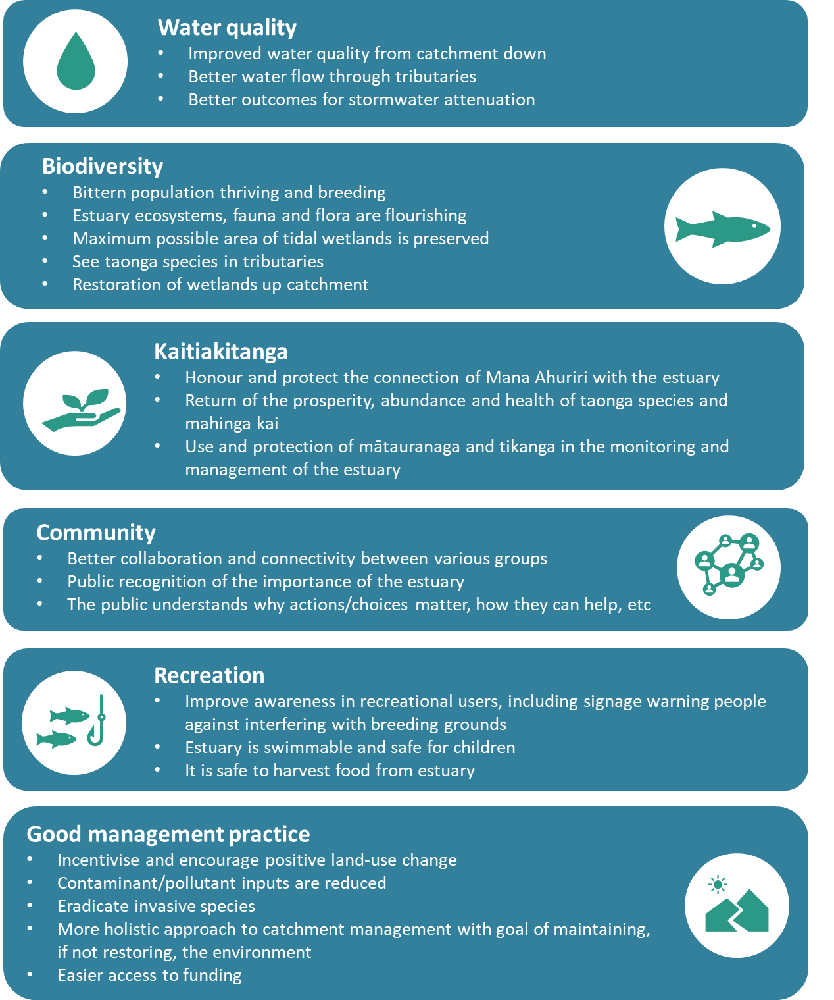 Water quality
• Improved water quality from catchment down
• Better water flow through tributaries
• Better outcomes for stormwater attenuation
Biodiversity
• Bittern population thriving and breeding
• Estuary ecosystems, fauna and flora are flourishing
• Maximum possible area of tidal wetlands is preserved
• See taonga species in tributaries
• Restoration of wetlands up catchment
Kaitiakitanga
• Honour and protect the connection of Mana Ahuriri with the estuary
• Return of the prosperity, abundance and health of taonga species and
mahinga kai
• Use and protection of mātauranaga and tikanga in the monitoring and
management of the estuary
Community
• Better collaboration and connectivity between various groups
• Public recognition of the importance of the estuary
• The public understands why actions/choices matter, how they can help, etc
Recreation
• Improve awareness in recreational users, including signage warning people
against interfering with breeding grounds
• Estuary is swimmable and safe for children
• It is safe to harvest food from estuary
Good management practice
• Incentivise and encourage positive land-use change
• Contaminant/pollutant inputs are reduced
• Eradicate invasive species
• More holistic approach to catchment management with goal of maintaining,
if not restoring, the environment
• Easier access to funding